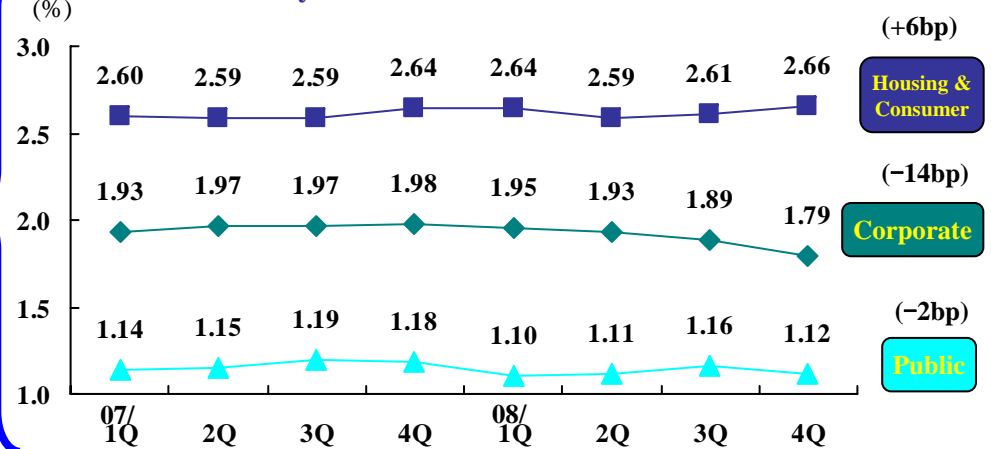 (%)
(+6bp)
3.0
2.60 2.59 2.59 2.64 2.64 2.59 2.61 2.66
Housing &
Consumer
2.5
(−14bp)
1.93 1.97 1.97 1.98 1.95 1.93 1.89 1.79
2.0
Corporate
1.5
(−2bp)
1.14 1.15 1.19 1.18 1.10 1.11 1.16 1.12
Public
1.0
07/ 08/
1Q 2Q 3Q 4Q 1Q 2Q 3Q 4Q